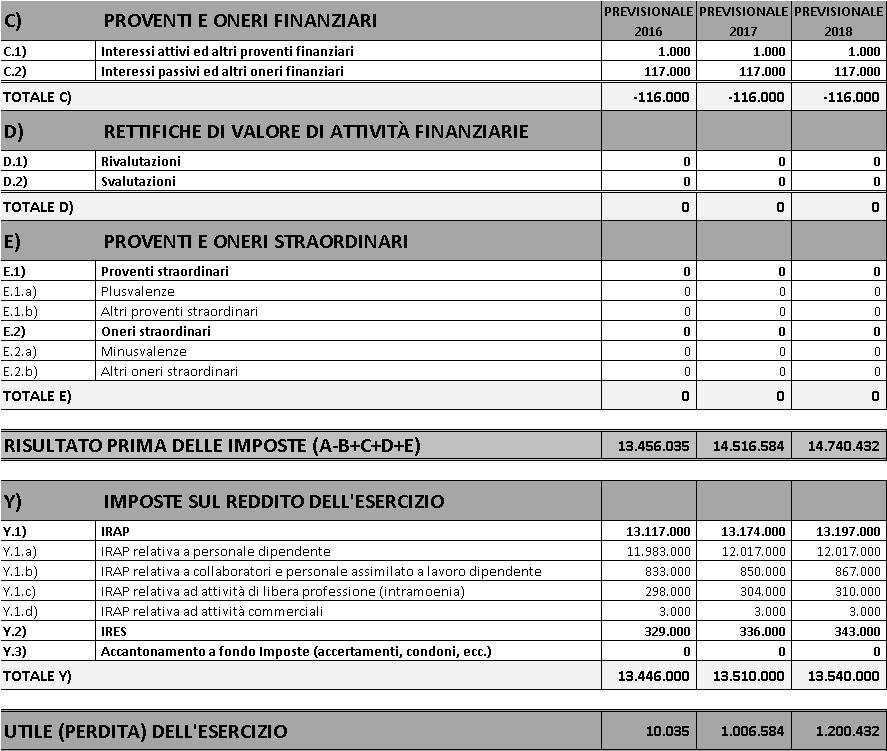 C) PROVENTI E ONERI FINANZIARI PREVISIONALE 2016 PREVISIONALE 2017 PREVISIONALE 2018
C.1) Interessi attivi ed altri proventi finanziari 1.000 1.000 1.000
C.2) Interessi passivi ed altri oneri finanziari 117.000 117.000 117.000
TOTALE C) -116.000 -116.000 -116.000
D) RETTIFICHE DI VALORE DI ATTIVITÀ FINANZIARIE
D.1) Rivalutazioni 0 0 0
D.2) Svalutazioni 0 0 0
TOTALE D) 0 0 0
E) PROVENTI E ONERI STRAORDINARI
E.1) Proventi straordinari 0 0 0
E.1.a) Plusvalenze 0 0 0
E.1.b) Altri proventi straordinari 0 0 0
E.2) Oneri straordinari 0 0 0
E.2.a) Minusvalenze 0 0 0
E.2.b) Altri oneri straordinari 0 0 0
TOTALE E) 0 0 0
RISULTATO PRIMA DELLE IMPOSTE (A-B+C+D+E) 13.456.035 14.516.584 14.740.432
Y) IMPOSTE SUL REDDITO DELL'ESERCIZIO
Y.1) IRAP 13.117.000 13.174.000 13.197.000
Y.1.a) IRAP relativa a personale dipendente 11.983.000 12.017.000 12.017.000
Y.1.b) IRAP relativa a collaboratori e personale assimilato a lavoro dipendente 833.000 850.000 867.000
Y.1.c) IRAP relativa ad attività di libera professione (intramoenia) 298.000 304.000 310.000
Y.1.d) IRAP relativa ad attività commerciali 3.000 3.000 3.000
Y.2) IRES 329.000 336.000 343.000
Y.3) Accantonamento a fondo Imposte (accertamenti, condoni, ecc.) 0 0 0
TOTALE Y) 13.446.000 13.510.000 13.540.000
UTILE (PERDITA) DELL'ESERCIZIO 10.035 1.006.584 1.200.432